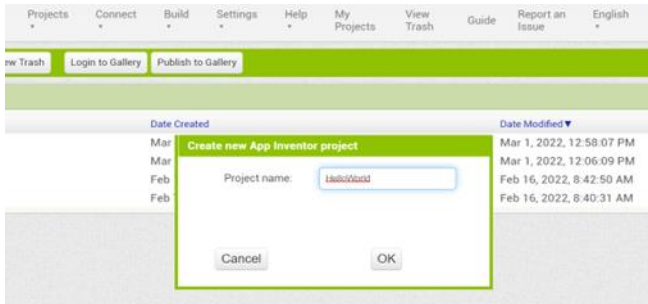 Projects Connect Build Settings Help My Projects View Trash Guide Report an Issue English
ew Trash Login to Gallery Publish to Gallery
Date Created Date Modified▼
Mar Mar 1, 2022, 12:58:07 PM
Mar Mar 1, 2022, 12:06:09 PM
Feb Feb 16, 2022, 8:42:50 AM
Feb Feb 16, 2022, 8:40:31 AM
Create new App Inventor project
Project name: HelloWorld
Cancel OK